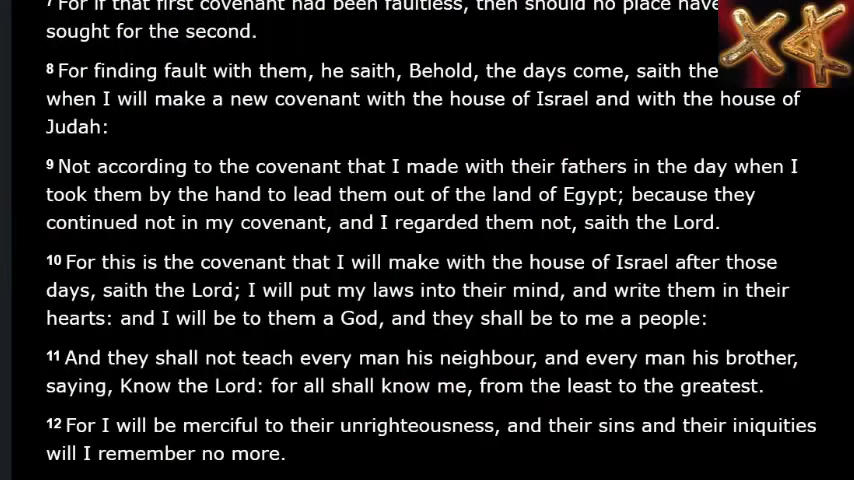 7 For if that first covenant had been faultless, then should no place have
sought for the second.
8 For finding fault with them, he saith, Behold, the days come, saith the
when I will make a new covenant with the house of Israel and with the house of
Judah:
9 Not according to the covenant that I made with their fathers in the day when I
took them by the hand to lead them out of the land of Egypt; because they
continued not in my covenant, and I regarded them not, saith the Lord.
10 For this is the covenant that I will make with the house of Israel after those
days, saith the Lord; I will put my laws into their mind, and write them in their
hearts: and I will be to them a God, and they shall be to me a people:
11 And they shall not teach every man his neighbour, and every man his brother,
saying, Know the Lord: for all shall know me, from the least to the greatest.
12 For I will be merciful to their unrighteousness, and their sins and their iniquities
will I remember no more.